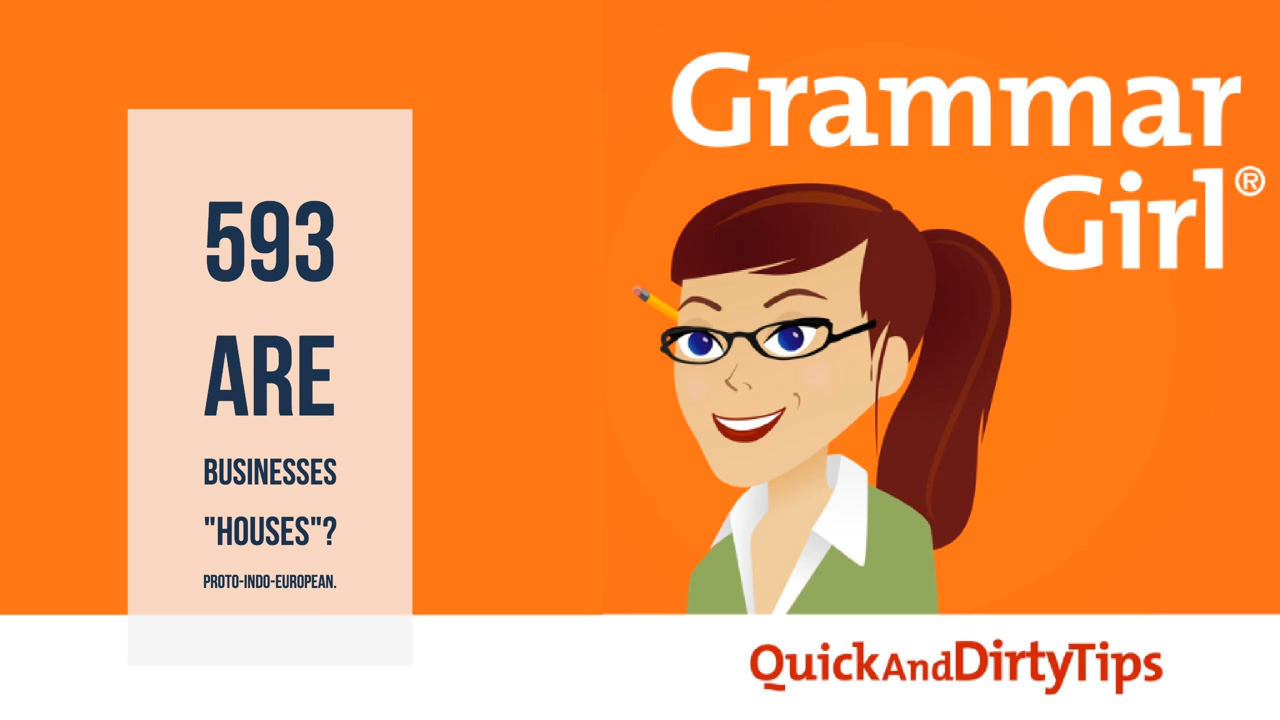 593
ARE
BUSINESSES
"HOUSES"?
PROTO-INDO-EUROPEAN.
Grammar
Girl®
QuickAndDirtyTips